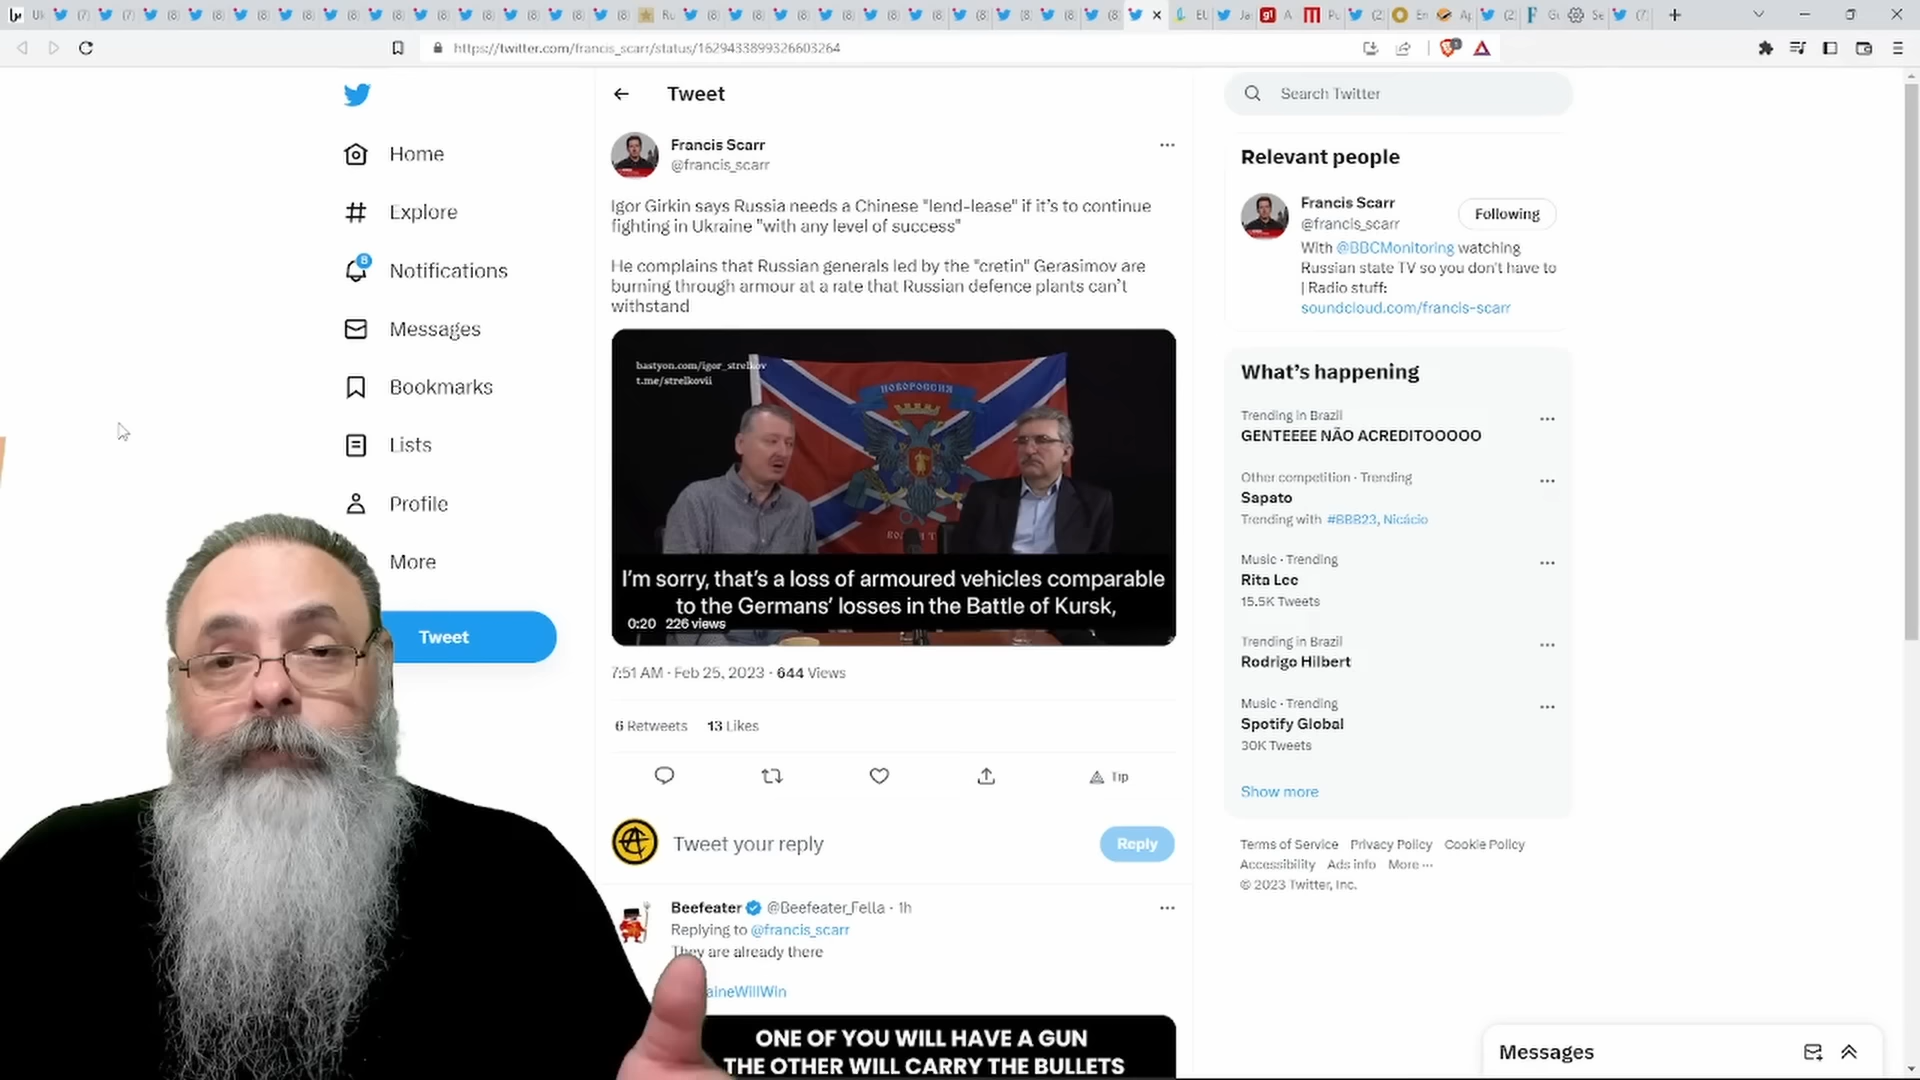 https://twitter.com/francis_scarr/status/1629433899326603264
Home
Explore
8
Notifications
Messages
Bookmarks
Lists
Profile
More
Tweet
Tweet
Francis Scarr
@francis_scarr
Igor Girkin says Russia needs a Chinese "lend-lease" if it's to continue
fighting in Ukraine "with any level of success"
He complains that Russian generals led by the "cretin" Gerasimov are
burning through armour at a rate that Russian defence plants can't
withstand
bastyon.com/igor_strelkov
t.me/strelkovii
НОВОРОССИЯ
I'm sorry, that's a loss of armoured vehicles comparable
to the Germans' losses in the Battle of Kursk,
0:20 226 views
7:51 AM · Feb 25, 2023 · 644 Views
6 Retweets 13 Likes
Tip
Tweet your reply
Reply
Beefeater @Beefeater_Fella · 1h
Replying to @francis_scarr
They are already there
aineWillWin
ONE OF YOU WILL HAVE A GUN
THE OTHER WILL CARRY THE BULLETS
Search Twitter
Relevant people
Francis Scarr
@francis_scarr
Following
With @BBCMonitoring watching
Russian state TV so you don't have to
| Radio stuff:
soundcloud.com/francis-scarr
What's happening
Trending in Brazil
GENTEEEE NÃO ACREDITOOOOO
Other competition · Trending
Sapato
Trending with #BBB23, Nicácio
Music · Trending
Rita Lee
15.5K Tweets
Trending in Brazil
Rodrigo Hilbert
Music · Trending
Spotify Global
30K Tweets
Show more
Terms of Service Privacy Policy Cookie Policy
Accessibility Ads info More ...
© 2023 Twitter, Inc.
Messages